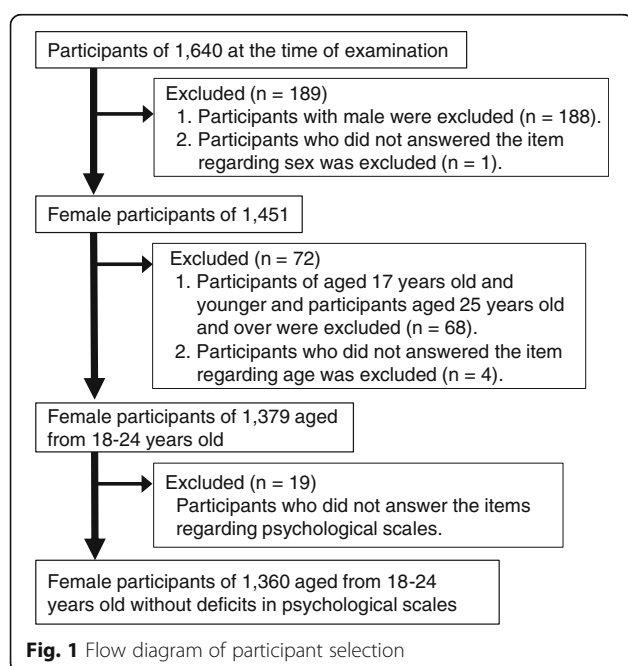 Participants of 1,640 at the time of examination
Excluded (n = 189)
1. Participants with male were excluded (n = 188).
2. Participants who did not answered the item
regarding sex was excluded (n = 1).
Female participants of 1,451
Excluded (n = 72)
1. Participants of aged 17 years old and
younger and participants aged 25 years old
and over were excluded (n = 68).
2. Participants who did not answered the item
regarding age was excluded (n = 4).
Female participants of 1,379 aged
from 18-24 years old
Excluded (n = 19)
Participants who did not answer the items
regarding psychological scales.
Female participants of 1,360 aged from 18-24
years old without deficits in psychological scales
Fig. 1 Flow diagram of participant selection